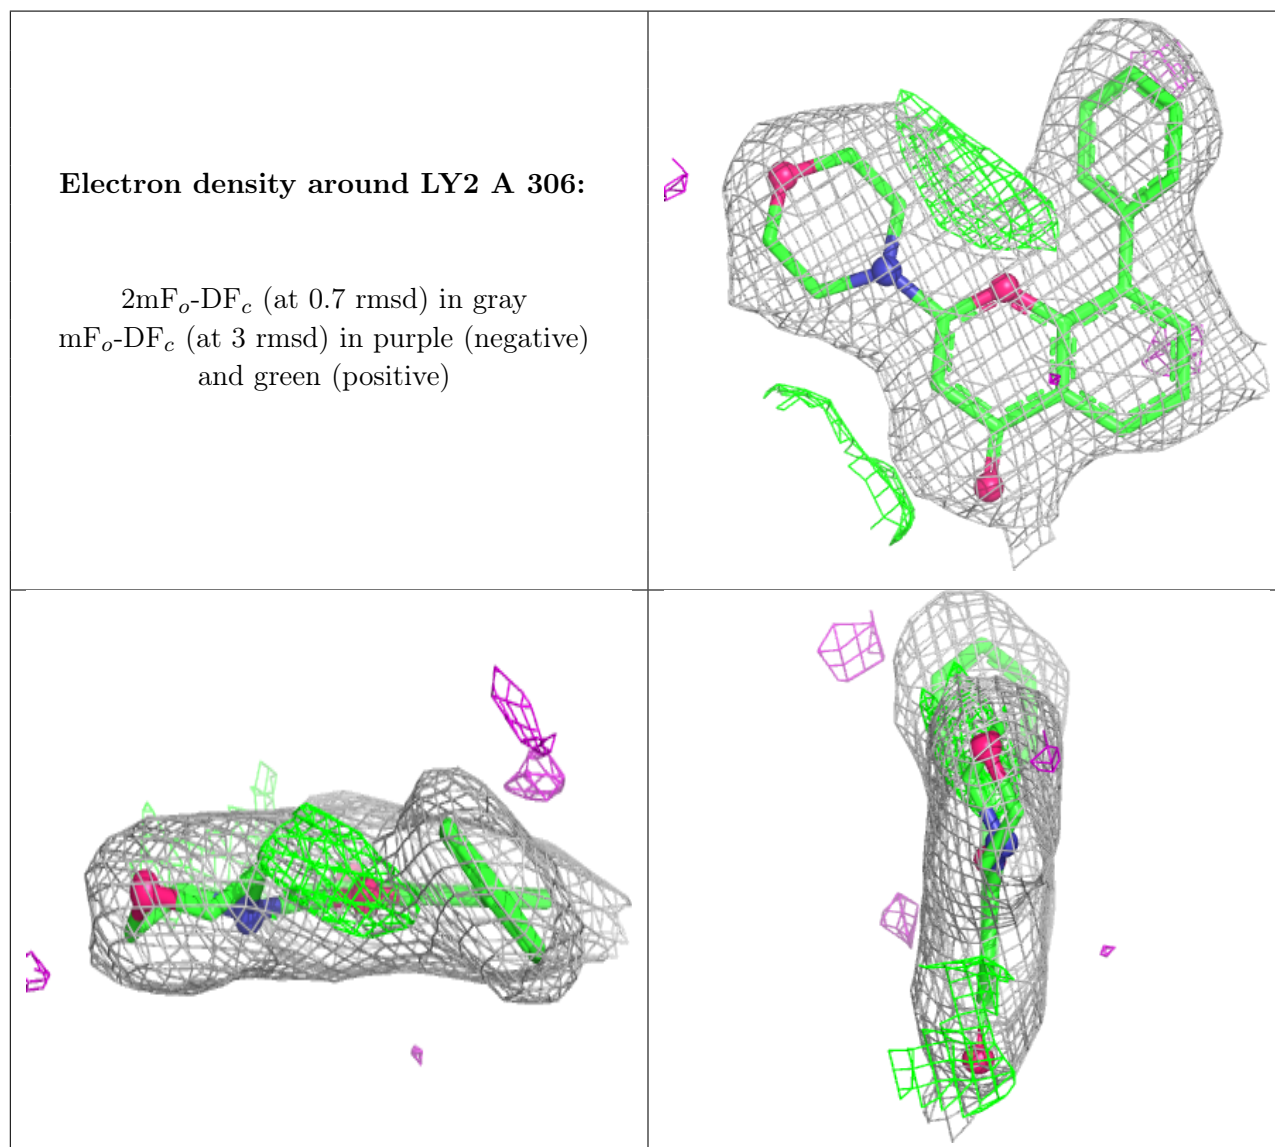 Electron density around LY2 A 306:
2mFo-DFc (at 0.7 rmsd) in gray
mFo-DFc (at 3 rmsd) in purple (negative)
and green (positive)